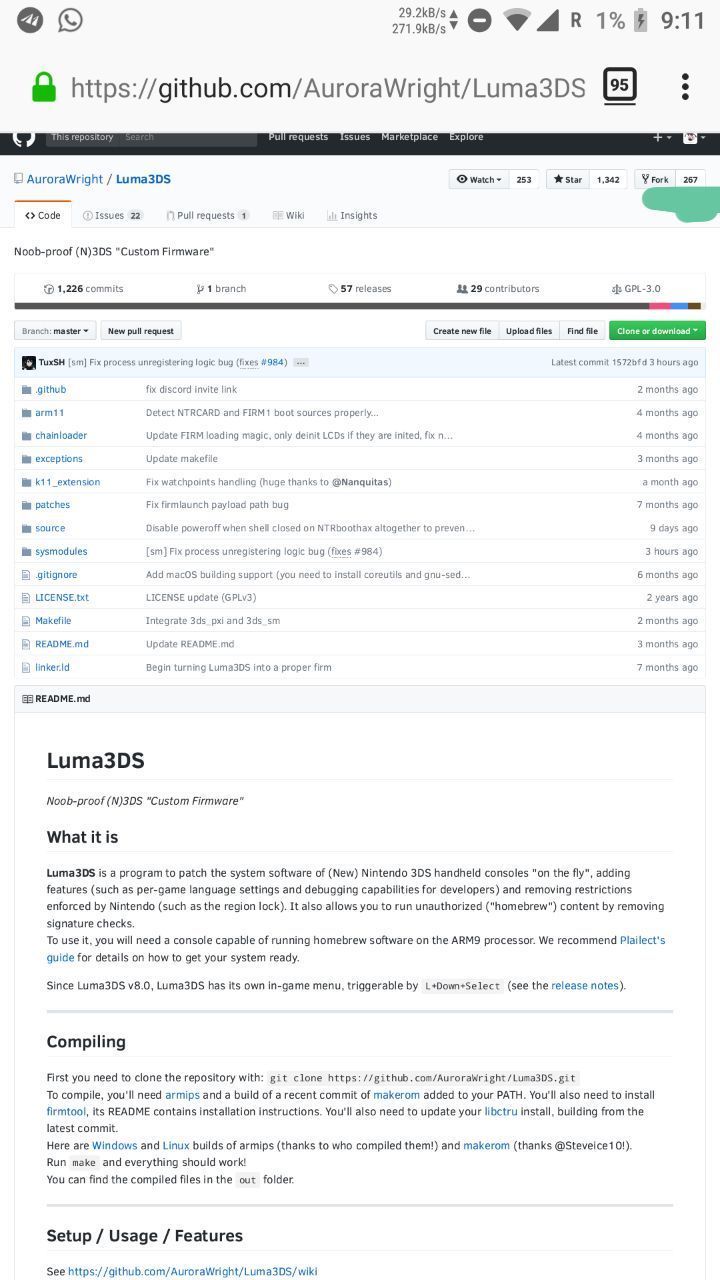 29.2kB/s
271.9kB/s
R 1% 9:11
https://github.com/AuroraWright/Luma3DS 95
This repository Search Pull requests Issues Marketplace Explore
AuroraWright / Luma3DS Watch 253 Star 1,342 Fork 267
Code Issues 22 Pull requests 1 Wiki Insights
Noob-proof (N)3DS "Custom Firmware"
1,226 commits 1 branch 57 releases 29 contributors GPL-3.0
Branch: master New pull request Create new file Upload files Find file Clone or download
TuxSH [sm] Fix process unregistering logic bug (fixes #984) … Latest commit 1572bfd 3 hours ago
.github fix discord invite link 2 months ago
arm11 Detect NTRCARD and FIRM1 boot sources properly... 4 months ago
chainloader Update FIRM loading magic, only deinit LCDs if they are inited, fix n… 4 months ago
exceptions Update makefile 3 months ago
k11_extension Fix watchpoints handling (huge thanks to @Nanquitas) a month ago
patches Fix firmlaunch payload path bug 7 months ago
source Disable poweroff when shell closed on NTRboothax altogether to preven… 9 days ago
sysmodules [sm] Fix process unregistering logic bug (fixes #984) 3 hours ago
.gitignore Add macOS building support (you need to install coreutils and gnu-sed… 6 months ago
LICENSE.txt LICENSE update (GPLv3) 2 years ago
Makefile Integrate 3ds_pxi and 3ds_sm 2 months ago
README.md Update README.md 3 months ago
linker.ld Begin turning Luma3DS into a proper firm 7 months ago
README.md
Luma3DS
Noob-proof (N)3DS "Custom Firmware"
What it is
Luma3DS is a program to patch the system software of (New) Nintendo 3DS handheld consoles "on the fly", adding
features (such as per-game language settings and debugging capabilities for developers) and removing restrictions
enforced by Nintendo (such as the region lock). It also allows you to run unauthorized ("homebrew") content by removing
signature checks.
To use it, you will need a console capable of running homebrew software on the ARM9 processor. We recommend Plailect's
guide for details on how to get your system ready.
Since Luma3DS v8.0, Luma3DS has its own in-game menu, triggerable by L+Down+Select (see the release notes).
Compiling
First you need to clone the repository with: git clone https://github.com/AuroraWright/Luma3DS.git
To compile, you'll need armips and a build of a recent commit of makerom added to your PATH. You'll also need to install
firmtool, its README contains installation instructions. You'll also need to update your libctru install, building from the
latest commit.
Here are Windows and Linux builds of armips (thanks to who compiled them!) and makerom (thanks @Steveice10!).
Run make and everything should work!
You can find the compiled files in the out folder.
Setup / Usage / Features
See https://github.com/AuroraWright/Luma3DS/wiki